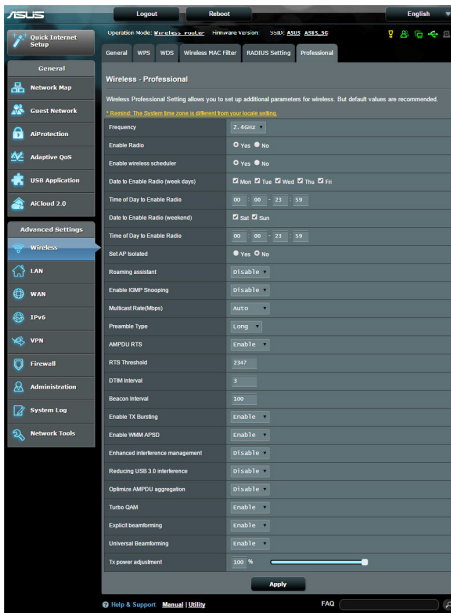 ASUS
Logout
Reboot
English
Quick Internet Setup
Operation Mode: Wireless router Firmware Version: SSID: ASUS ASUS_5G
General
WPS
WDS
Wireless MAC Filter
RADIUS Setting
Professional
General
Network Map
Guest Network
AiProtection
Adaptive QoS
USB Application
AiCloud 2.0
Advanced Settings
Wireless
LAN
WAN
IPv6
VPN
Firewall
Administration
System Log
Network Tools
Wireless - Professional
Wireless Professional Setting allows you to set up additional parameters for wireless. But default values are recommended.
* Remind: The System time zone is different from your locale setting.
Frequency 2.4GHz
Enable Radio Yes No
Enable wireless scheduler Yes No
Date to Enable Radio (week days) Mon Tue Wed Thu Fri
Time of Day to Enable Radio 00 : 00 - 23 : 59
Date to Enable Radio (weekend) Sat Sun
Time of Day to Enable Radio 00 : 00 - 23 : 59
Set AP Isolated Yes No
Roaming assistant Disable
Enable IGMP Snooping Disable
Multicast Rate(Mbps) Auto
Preamble Type Long
AMPDU RTS Enable
RTS Threshold 2347
DTIM Interval 3
Beacon Interval 100
Enable TX Bursting Enable
Enable WMM APSD Enable
Enhanced interference management Disable
Reducing USB 3.0 interference Disable
Optimize AMPDU aggregation Disable
Turbo QAM Enable
Explicit beamforming Enable
Universal Beamforming Enable
Tx power adjustment 100 %
Apply
Help & Support Manual | Utility FAQ